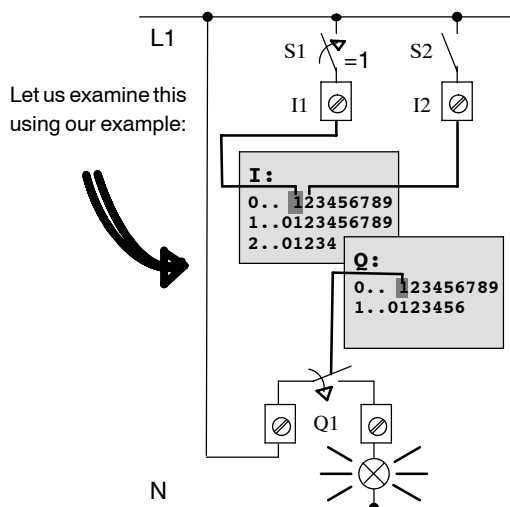 L1
S1
=1
S2
Let us examine this
using our example:
I1
I2
I:
0.. 123456789
1..0123456789
2..01234
Q:
0.. 123456789
1..0123456
Q1
N